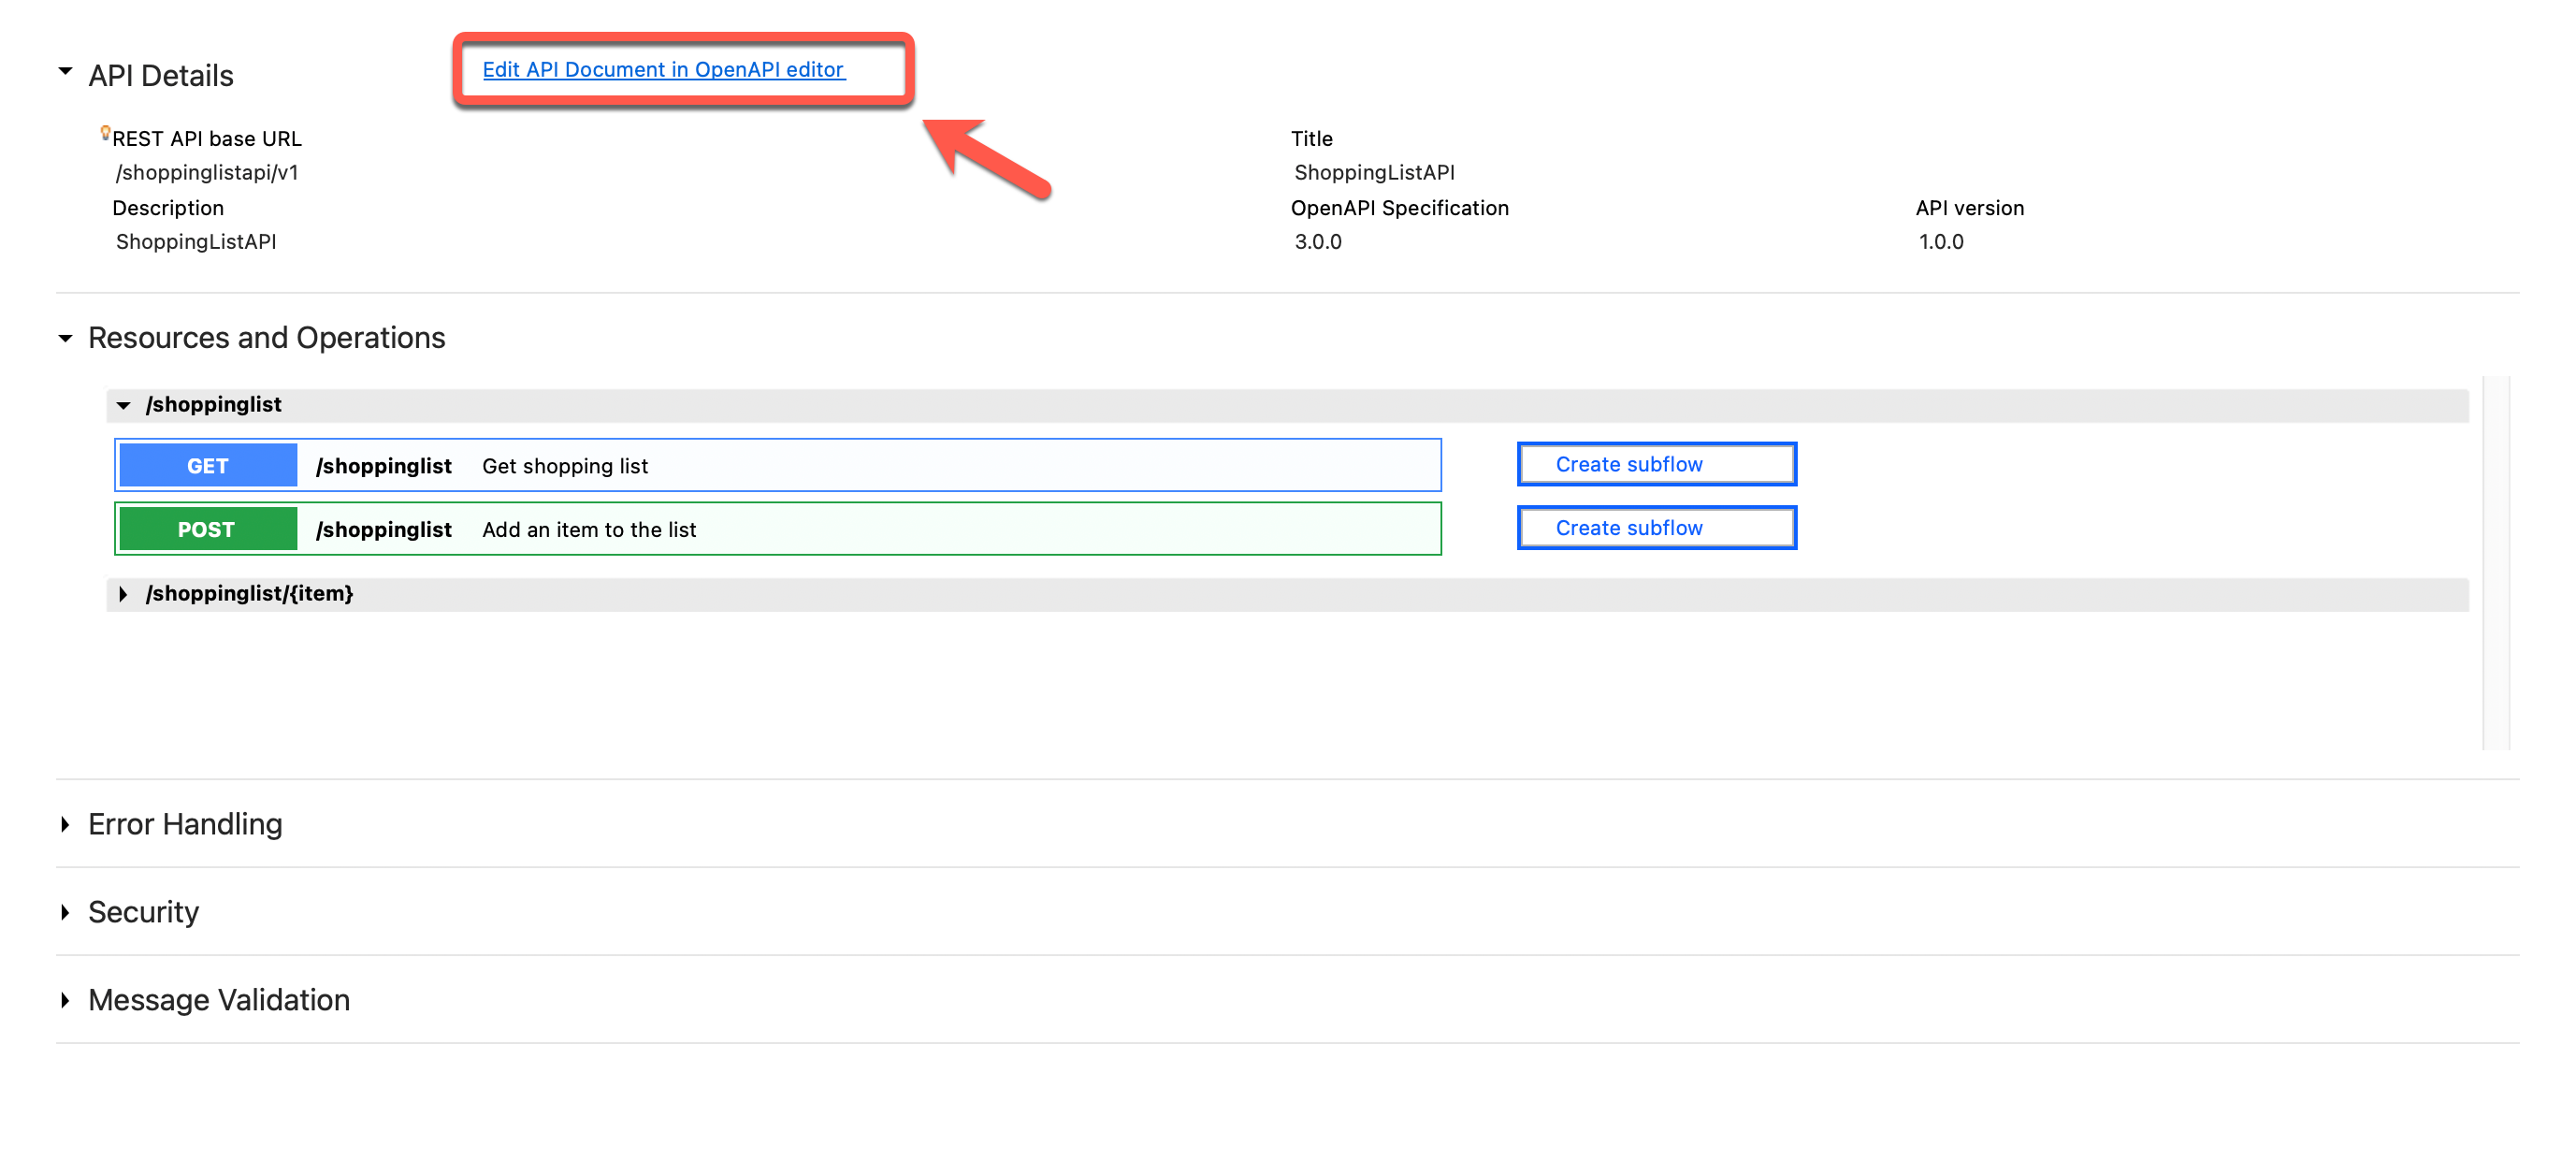 API Details
Edit API Document in OpenAPI editor
REST API base URL
Title
/shoppinglistapi/v1
ShoppingListAPI
Description
OpenAPI Specification
API version
ShoppingListAPI
3.0.0
1.0.0
Resources and Operations
/shoppinglist
GET /shoppinglist Get shopping list
Create subflow
POST /shoppinglist Add an item to the list
Create subflow
/shoppinglist/{item}
Error Handling
Security
Message Validation